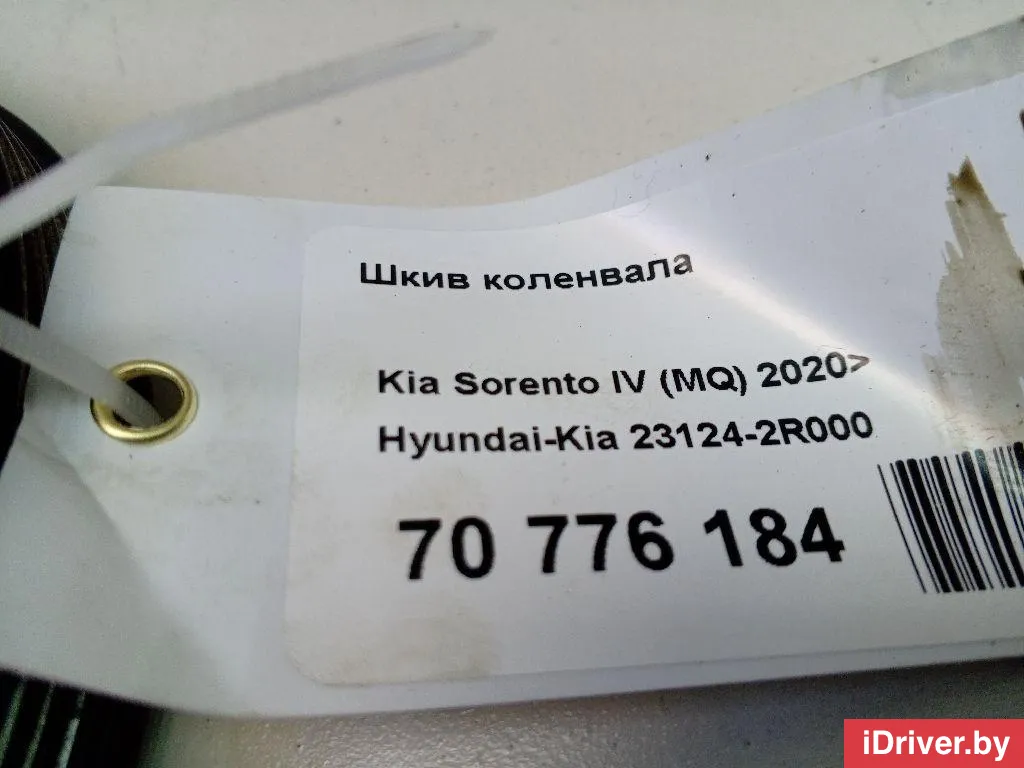 Шкив коленвала
Kia Sorento IV (MQ) 2020>
Hyundai-Kia 23124-2R000
70 776 184
iDriver.by